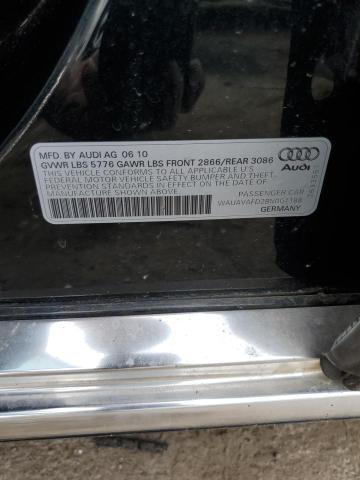 MFD. BY AUDI AG 06 10
GVWR LBS 5776 GAWR LBS FRONT 2866/REAR 3086
THIS VEHICLE CONFORMS TO ALL APPLICABLE U.S.
FEDERAL MOTOR VEHICLE SAFETY, BUMPER AND THEFT-
PREVENTION STANDARDS IN EFFECT ON THE DATE OF
MANUFACTURE SHOWN ABOVE.
Audi
PASSENGER CAR
GERMANY